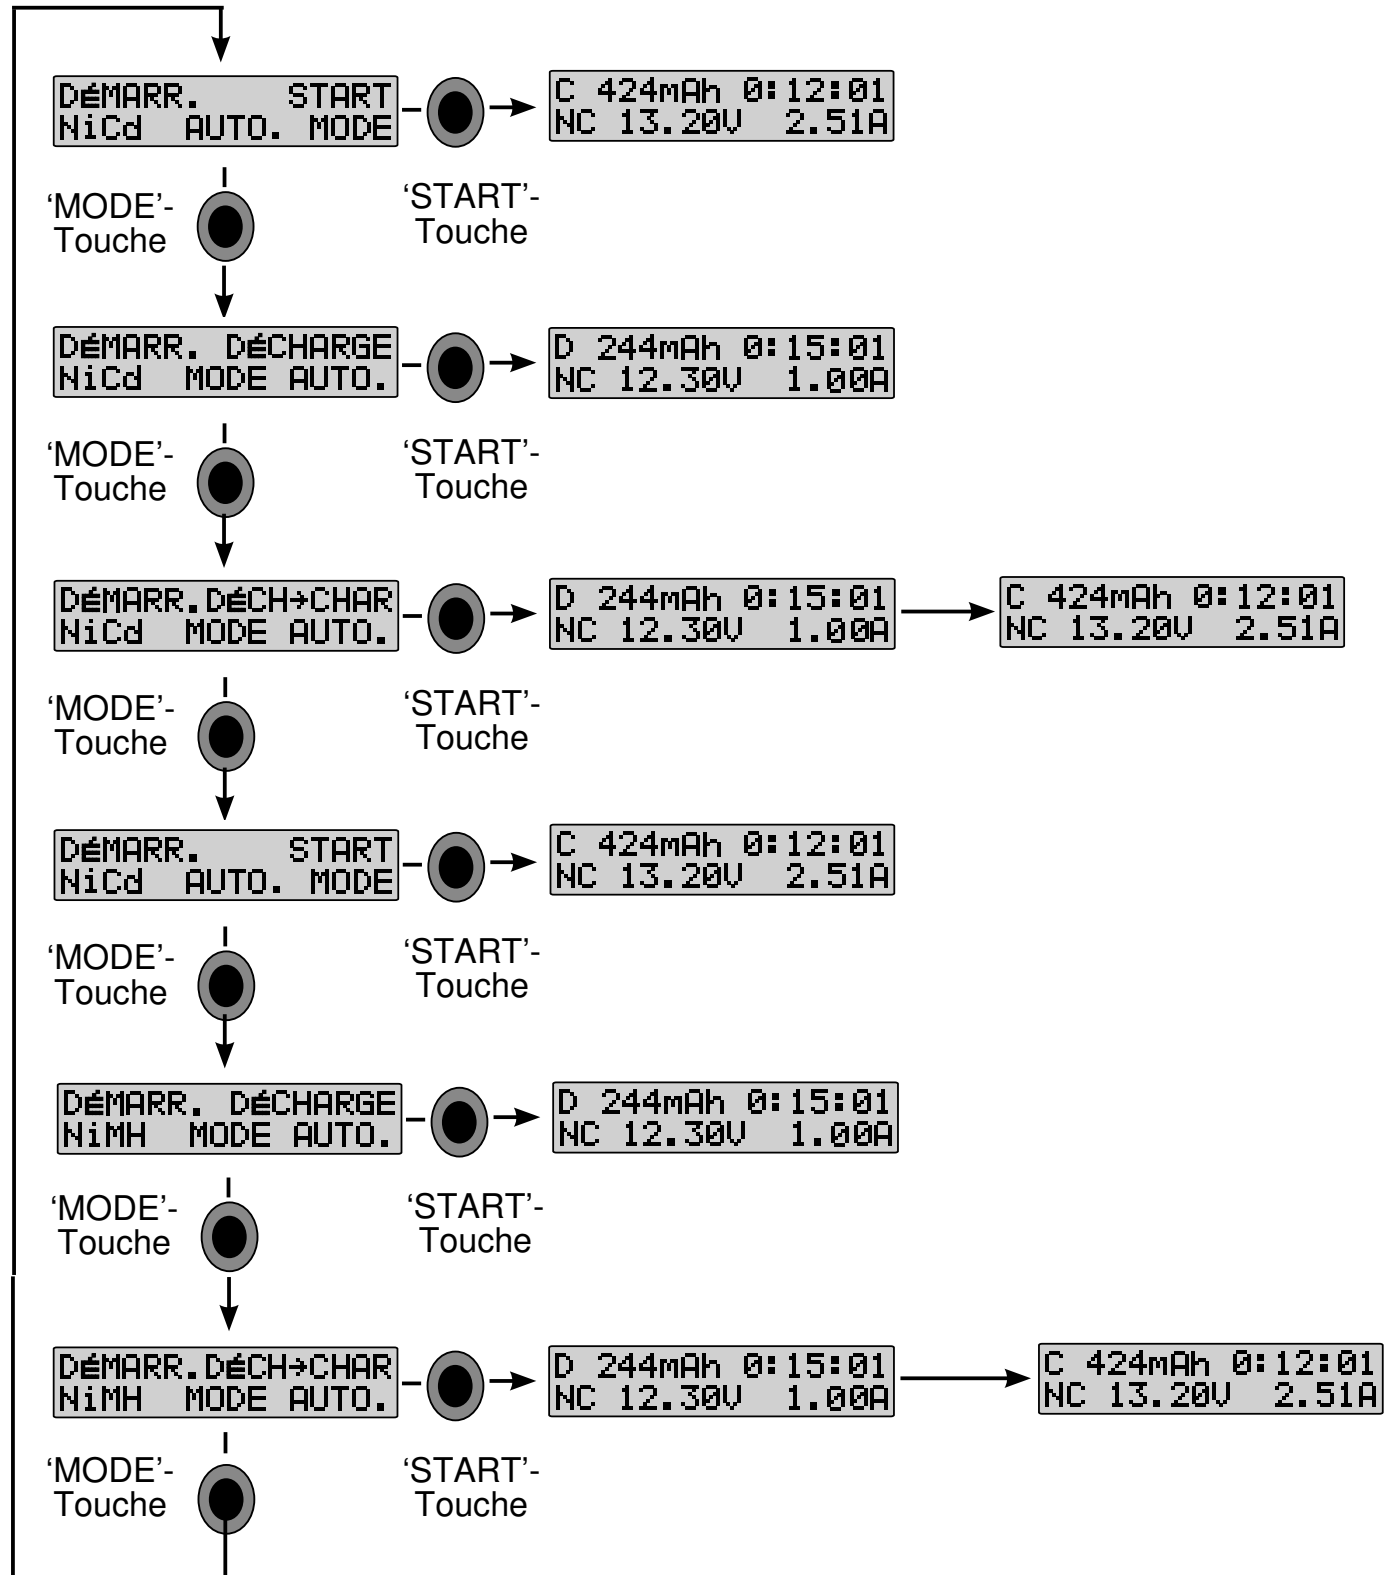 DÉMARR. START
NiCd AUTO. MODE
C 424mAh 0:12:01
NC 13.20V 2.51A
‘MODE’-
Touche
‘START’-
Touche
DÉMARR. DÉCHARGE
NiCd MODE AUTO.
D 244mAh 0:15:01
NC 12.30V 1.00A
‘MODE’-
Touche
‘START’-
Touche
DÉMARR.DÉCH→CHAR
NiCd MODE AUTO.
D 244mAh 0:15:01
NC 12.30V 1.00A
C 424mAh 0:12:01
NC 13.20V 2.51A
‘MODE’-
Touche
‘START’-
Touche
DÉMARR. START
NiCd AUTO. MODE
C 424mAh 0:12:01
NC 13.20V 2.51A
‘MODE’-
Touche
‘START’-
Touche
DÉMARR. DÉCHARGE
NiMH MODE AUTO.
D 244mAh 0:15:01
NC 12.30V 1.00A
‘MODE’-
Touche
‘START’-
Touche
DÉMARR.DÉCH→CHAR
NiMH MODE AUTO.
D 244mAh 0:15:01
NC 12.30V 1.00A
C 424mAh 0:12:01
NC 13.20V 2.51A
‘MODE’-
Touche
‘START’-
Touche